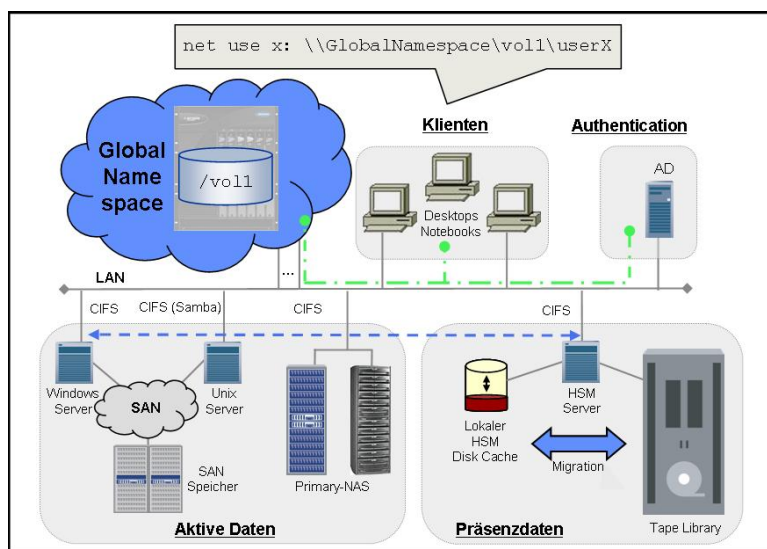 net use x: \\GlobalNamespace\vol1\userX
Global
Name
space
/vol1
Klienten
Desktops
Notebooks
Authentication
AD
LAN
...
CIFS
CIFS (Samba)
CIFS
CIFS
Windows
Server
SAN
Unix
Server
SAN
Speicher
Primary-NAS
Aktive Daten
Lokaler
HSM
Disk Cache
HSM
Server
Migration
Tape Library
Präsenzdaten